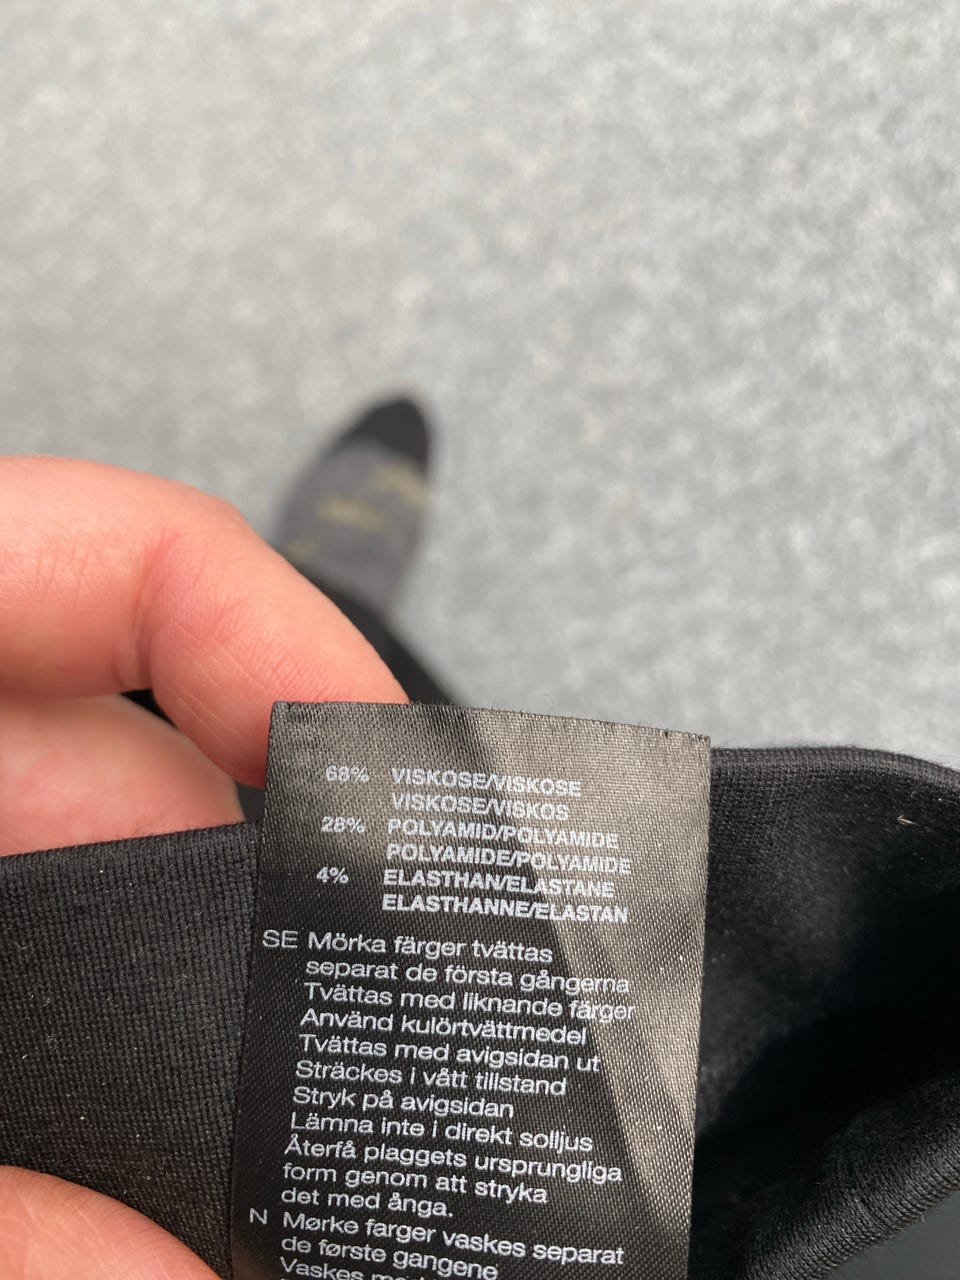 68% VISKOSE/VISKOSE
VISKOSE/VISKOS
28% POLYAMID/POLYAMIDE
POLYAMIDE/POLYAMIDE
4% ELASTHAN/ELASTANE
ELASTHANNE/ELASTAN
SE Mörka färger tvättas
separat de första gångerna
Tvättas med liknande färger
Använd kulörtvättmedel
Tvättas med avigsidan ut
Sträckes i vått tillstand
Stryk på avigsidan
Lämna inte i direkt solljus
Återfå plaggets ursprungliga
form genom att stryka
det med ånga.
N Mørke farger vaskes separat
de første gangene
Vaskes